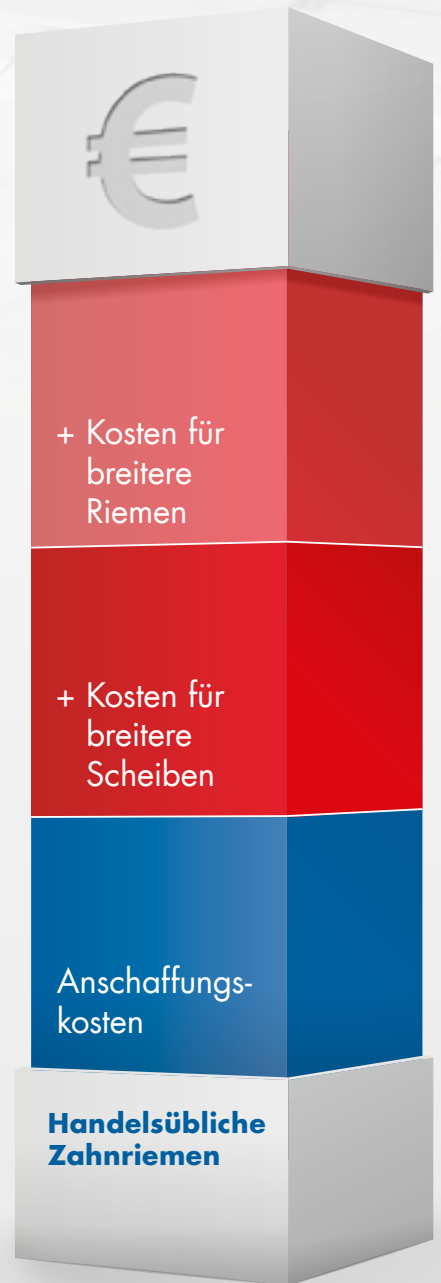 €
+ Kosten für
breitere
Riemen
+ Kosten für
breitere
Scheiben
Anschaffungs-
kosten
Handelsübliche
Zahnriemen